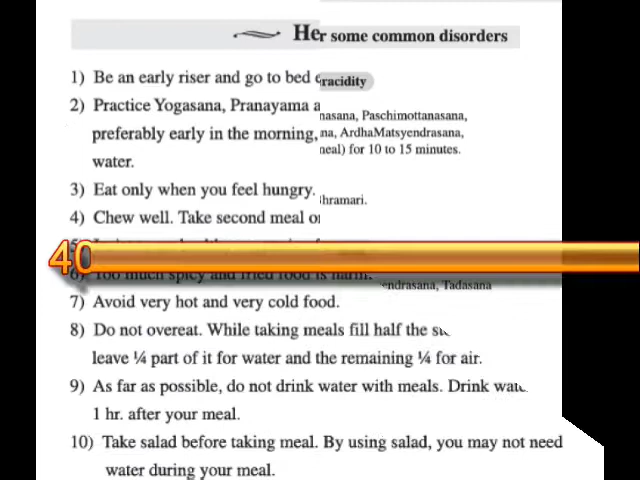 Her some common disorders
1) Be an early riser and go to bed
racidity
2) Practice Yogasana, Pranayama a
nasana, Paschimottanasana,
preferably early in the morning,
na, ArdhaMatsyendrasana,
neal) for 10 to 15 minutes.
water.
3) Eat only when you feel hungry.
hramari.
4) Chew well. Take second meal or
40
6) Too much spicy and fried food is harm.
endrasana, Tadasana
7) Avoid very hot and very cold food.
8) Do not overeat. While taking meals fill half the
leave ¼ part of it for water and the remaining ¼ for air.
9) As far as possible, do not drink water with meals. Drink
1 hr. after your meal.
10) Take salad before taking meal. By using salad, you may not need
water during your meal.